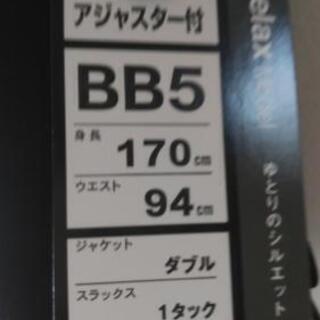 アジャスター付
BB5
身長
170cm
ウエスト
94cm
ジャケット
ダブル
スラックス
1タック
elax
ゆとりのシルエット